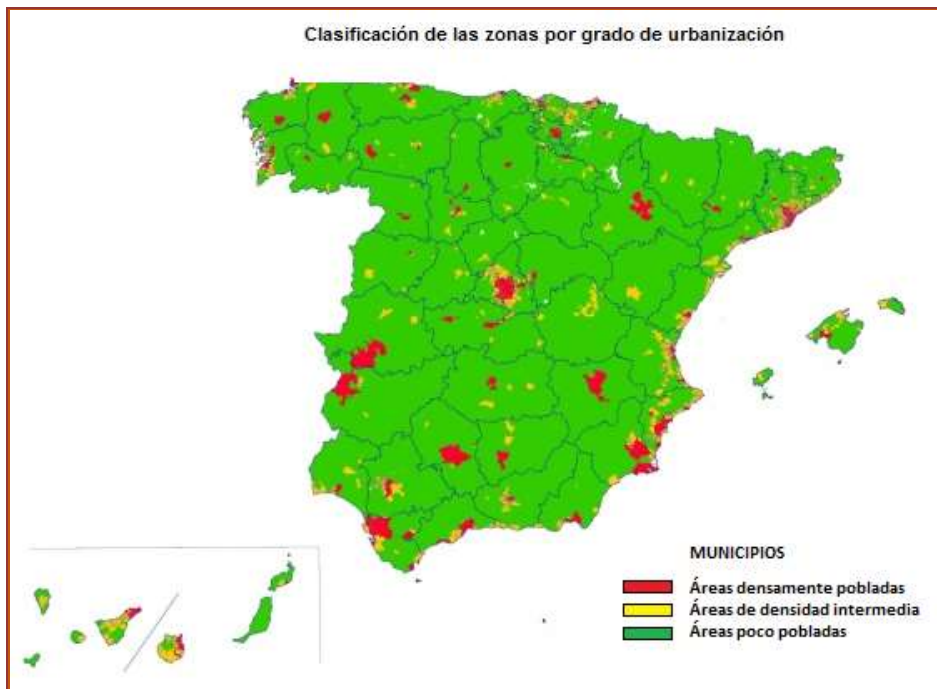 Clasificación de las zonas por grado de urbanización
MUNICIPIOS
Áreas densamente pobladas
Áreas de densidad intermedia
Áreas poco pobladas